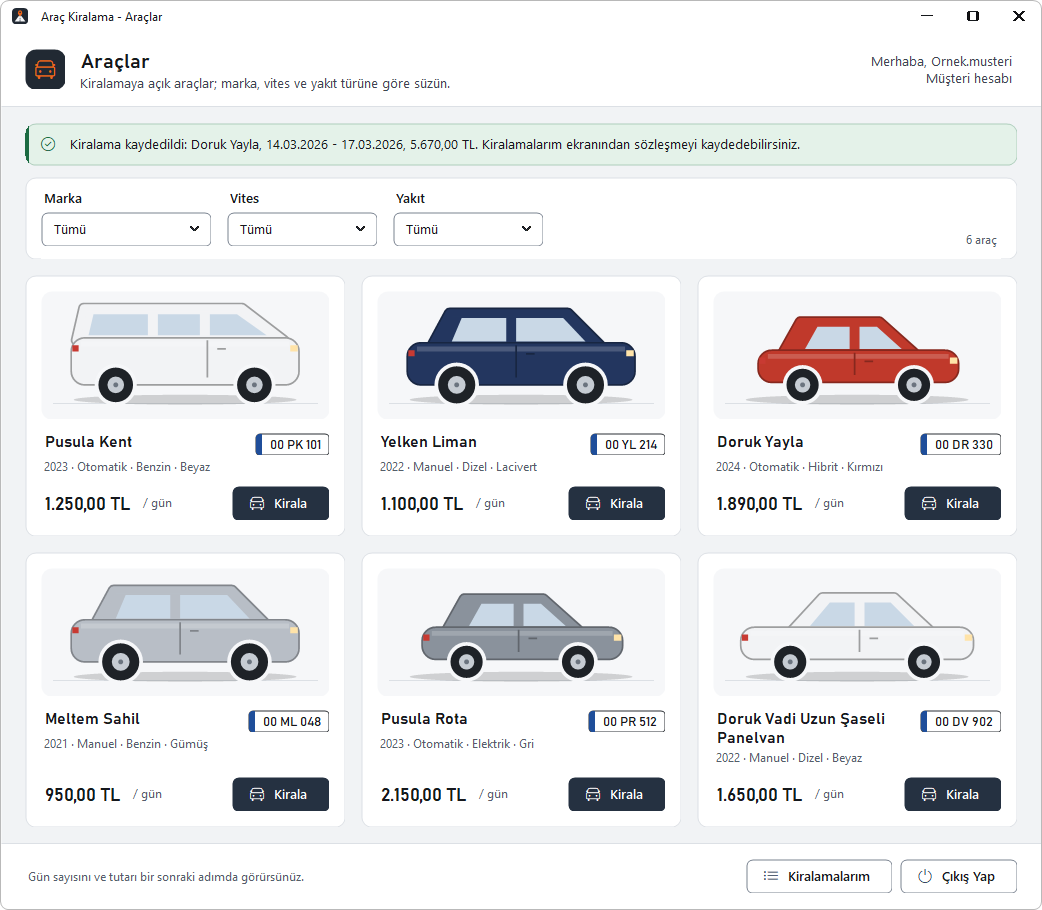 Araç Kiralama - Araçlar
Araçlar
Kiralamaya açık araçlar; marka, vites ve yakıt türüne göre süzün.
Merhaba, Ornek.musteri
Müşteri hesabı
Kiralama kaydedildi: Doruk Yayla, 14.03.2026 - 17.03.2026, 5.670,00 TL. Kiralamalarım ekranından sözleşmeyi kaydedebilirsiniz.
Marka
Vites
Yakıt
Tümü
Tümü
Tümü
6 araç
Pusula Kent
00 PK 101
2023 · Otomatik · Benzin · Beyaz
1.250,00 TL / gün
Kirala
Yelken Liman
00 YL 214
2022 · Manuel · Dizel · Lacivert
1.100,00 TL / gün
Kirala
Doruk Yayla
00 DR 330
2024 · Otomatik · Hibrit · Kırmızı
1.890,00 TL / gün
Kirala
Meltem Sahil
00 ML 048
2021 · Manuel · Benzin · Gümüş
950,00 TL / gün
Kirala
Pusula Rota
00 PR 512
2023 · Otomatik · Elektrik · Gri
2.150,00 TL / gün
Kirala
Doruk Vadi Uzun Şaseli
Panelvan
00 DV 902
2022 · Manuel · Dizel · Beyaz
1.650,00 TL / gün
Kirala
Gün sayısını ve tutarı bir sonraki adımda görürsünüz.
Kiralamalarım
Çıkış Yap